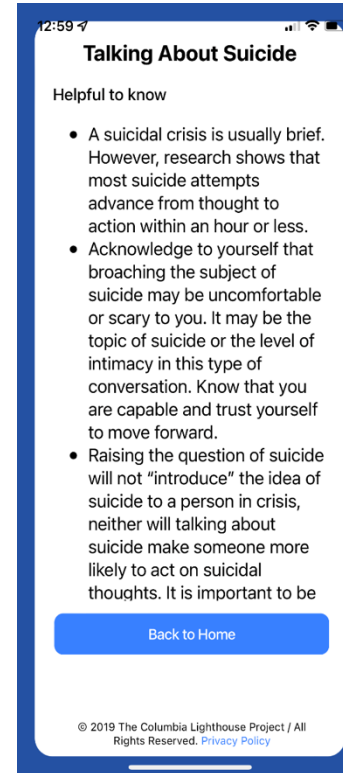 12:59
Talking About Suicide
Helpful to know
• A suicidal crisis is usually brief.
However, research shows that
most suicide attempts
advance from thought to
action within an hour or less.
• Acknowledge to yourself that
broaching the subject of
suicide may be uncomfortable
or scary to you. It may be the
topic of suicide or the level of
intimacy in this type of
conversation. Know that you
are capable and trust yourself
to move forward.
• Raising the question of suicide
will not “introduce” the idea of
suicide to a person in crisis,
neither will talking about
suicide make someone more
likely to act on suicidal
thoughts. It is important to be
Back to Home
© 2019 The Columbia Lighthouse Project / All
Rights Reserved. Privacy Policy